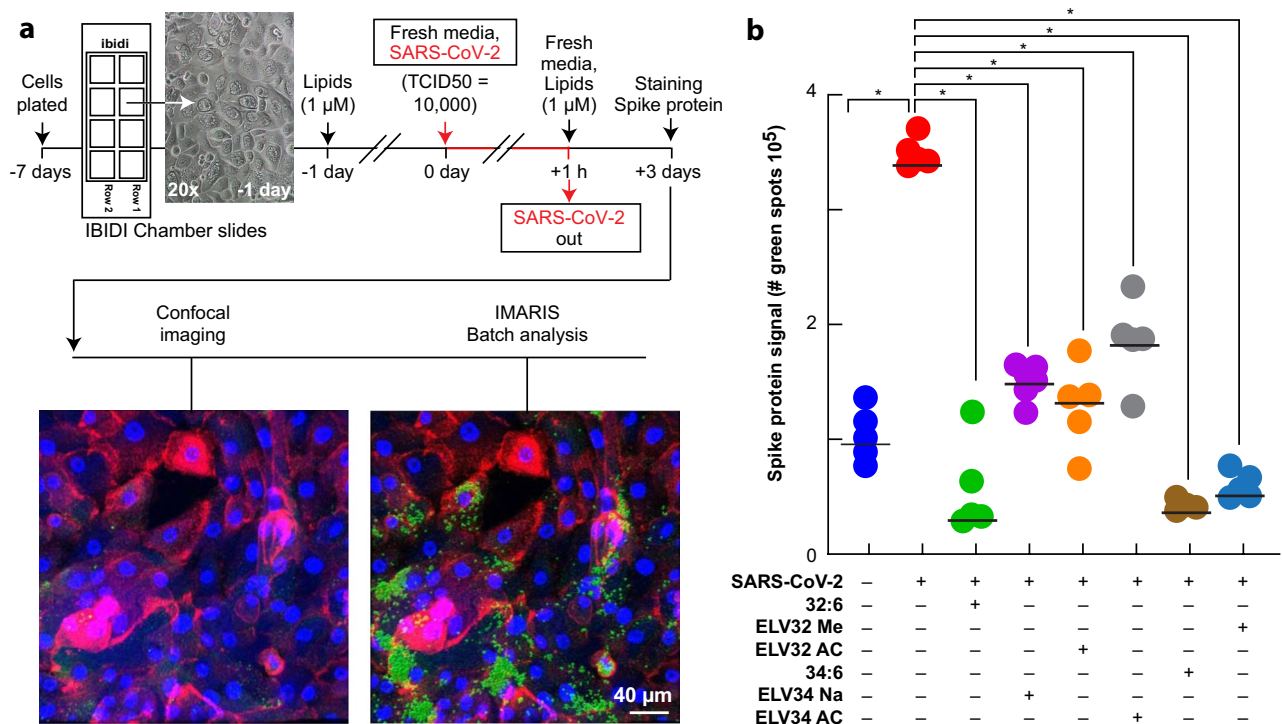 a
ibidi
Row 2
Row 1
IBIDI Chamber slides
20x
-1 day
Cells
plated
-7 days
Lipids
(1 µM)
-1 day
Fresh media,
SARS-CoV-2
(TCID50 =
10,000)
0 day
Fresh
media,
Lipids
(1 µM)
+1 h
SARS-CoV-2
out
Staining
Spike protein
+3 days
Confocal
imaging
IMARIS
Batch analysis
40 µm
b
Spike protein signal (# green spots 10⁵)
4
2
0
*
*
*
*
*
*
*
SARS-CoV-2 – + + + + + + +
32:6 – – + – – – – –
ELV32 Me – – – – – – – +
ELV32 AC – – – – + – – –
34:6 – – – – – – + –
ELV34 Na – – – + – – – –
ELV34 AC – – – – – + – –